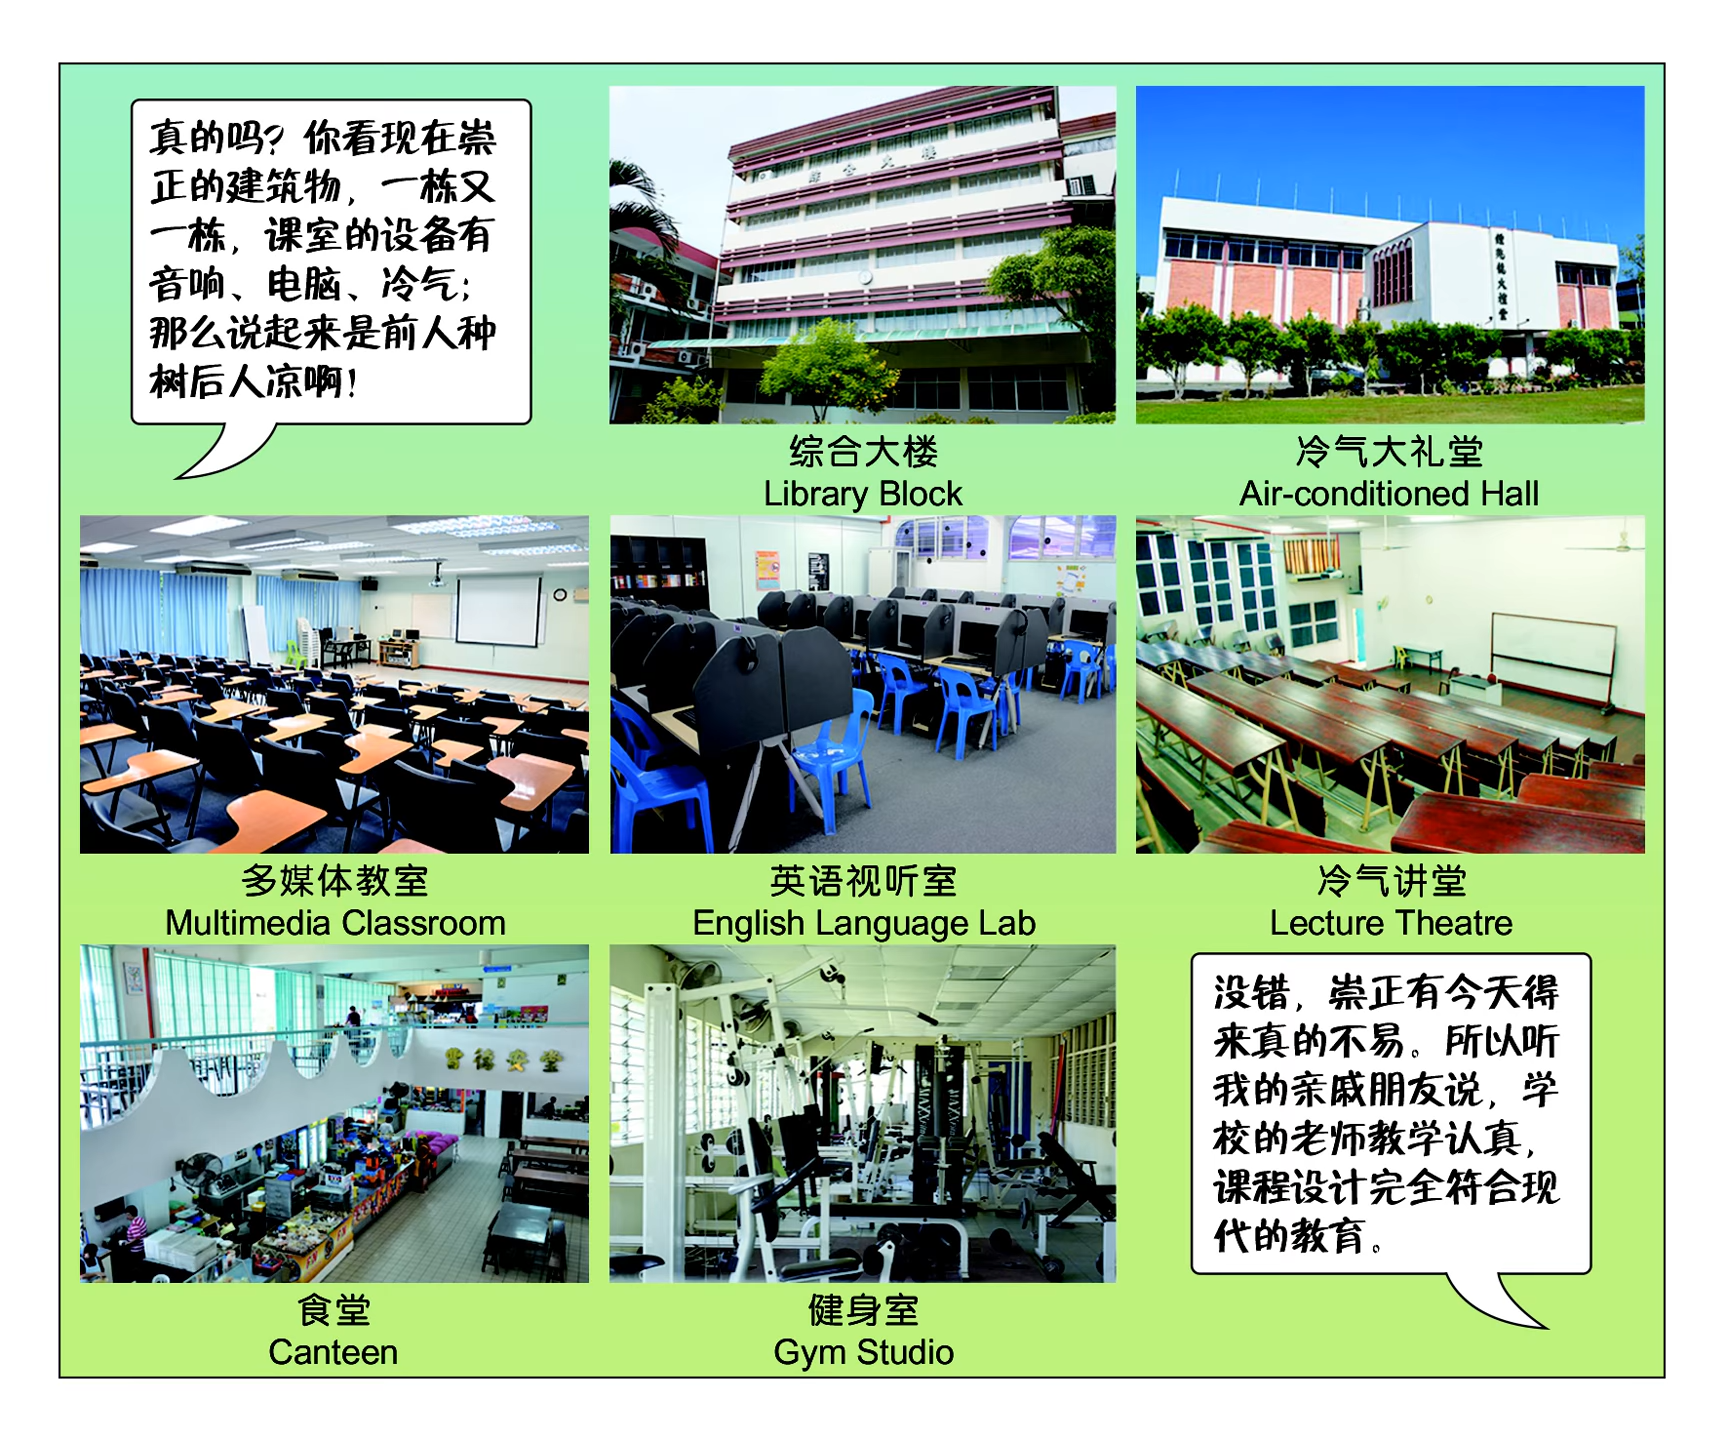 真的吗？你看现在崇
正的建筑物，一栋又
一栋，课室的设备有
音响、电脑、冷气；
那么说起来是前人种
树后人凉啊！
综合大楼
综合大楼
Library Block
冷气大礼堂
Air-conditioned Hall
多媒体教室
Multimedia Classroom
英语视听室
English Language Lab
冷气讲堂
Lecture Theatre
食堂
Canteen
健身室
Gym Studio
没错，崇正有今天得
来真的不易。所以听
我的亲戚朋友说，学
校的老师教学认真，
课程设计完全符合现
代的教育。